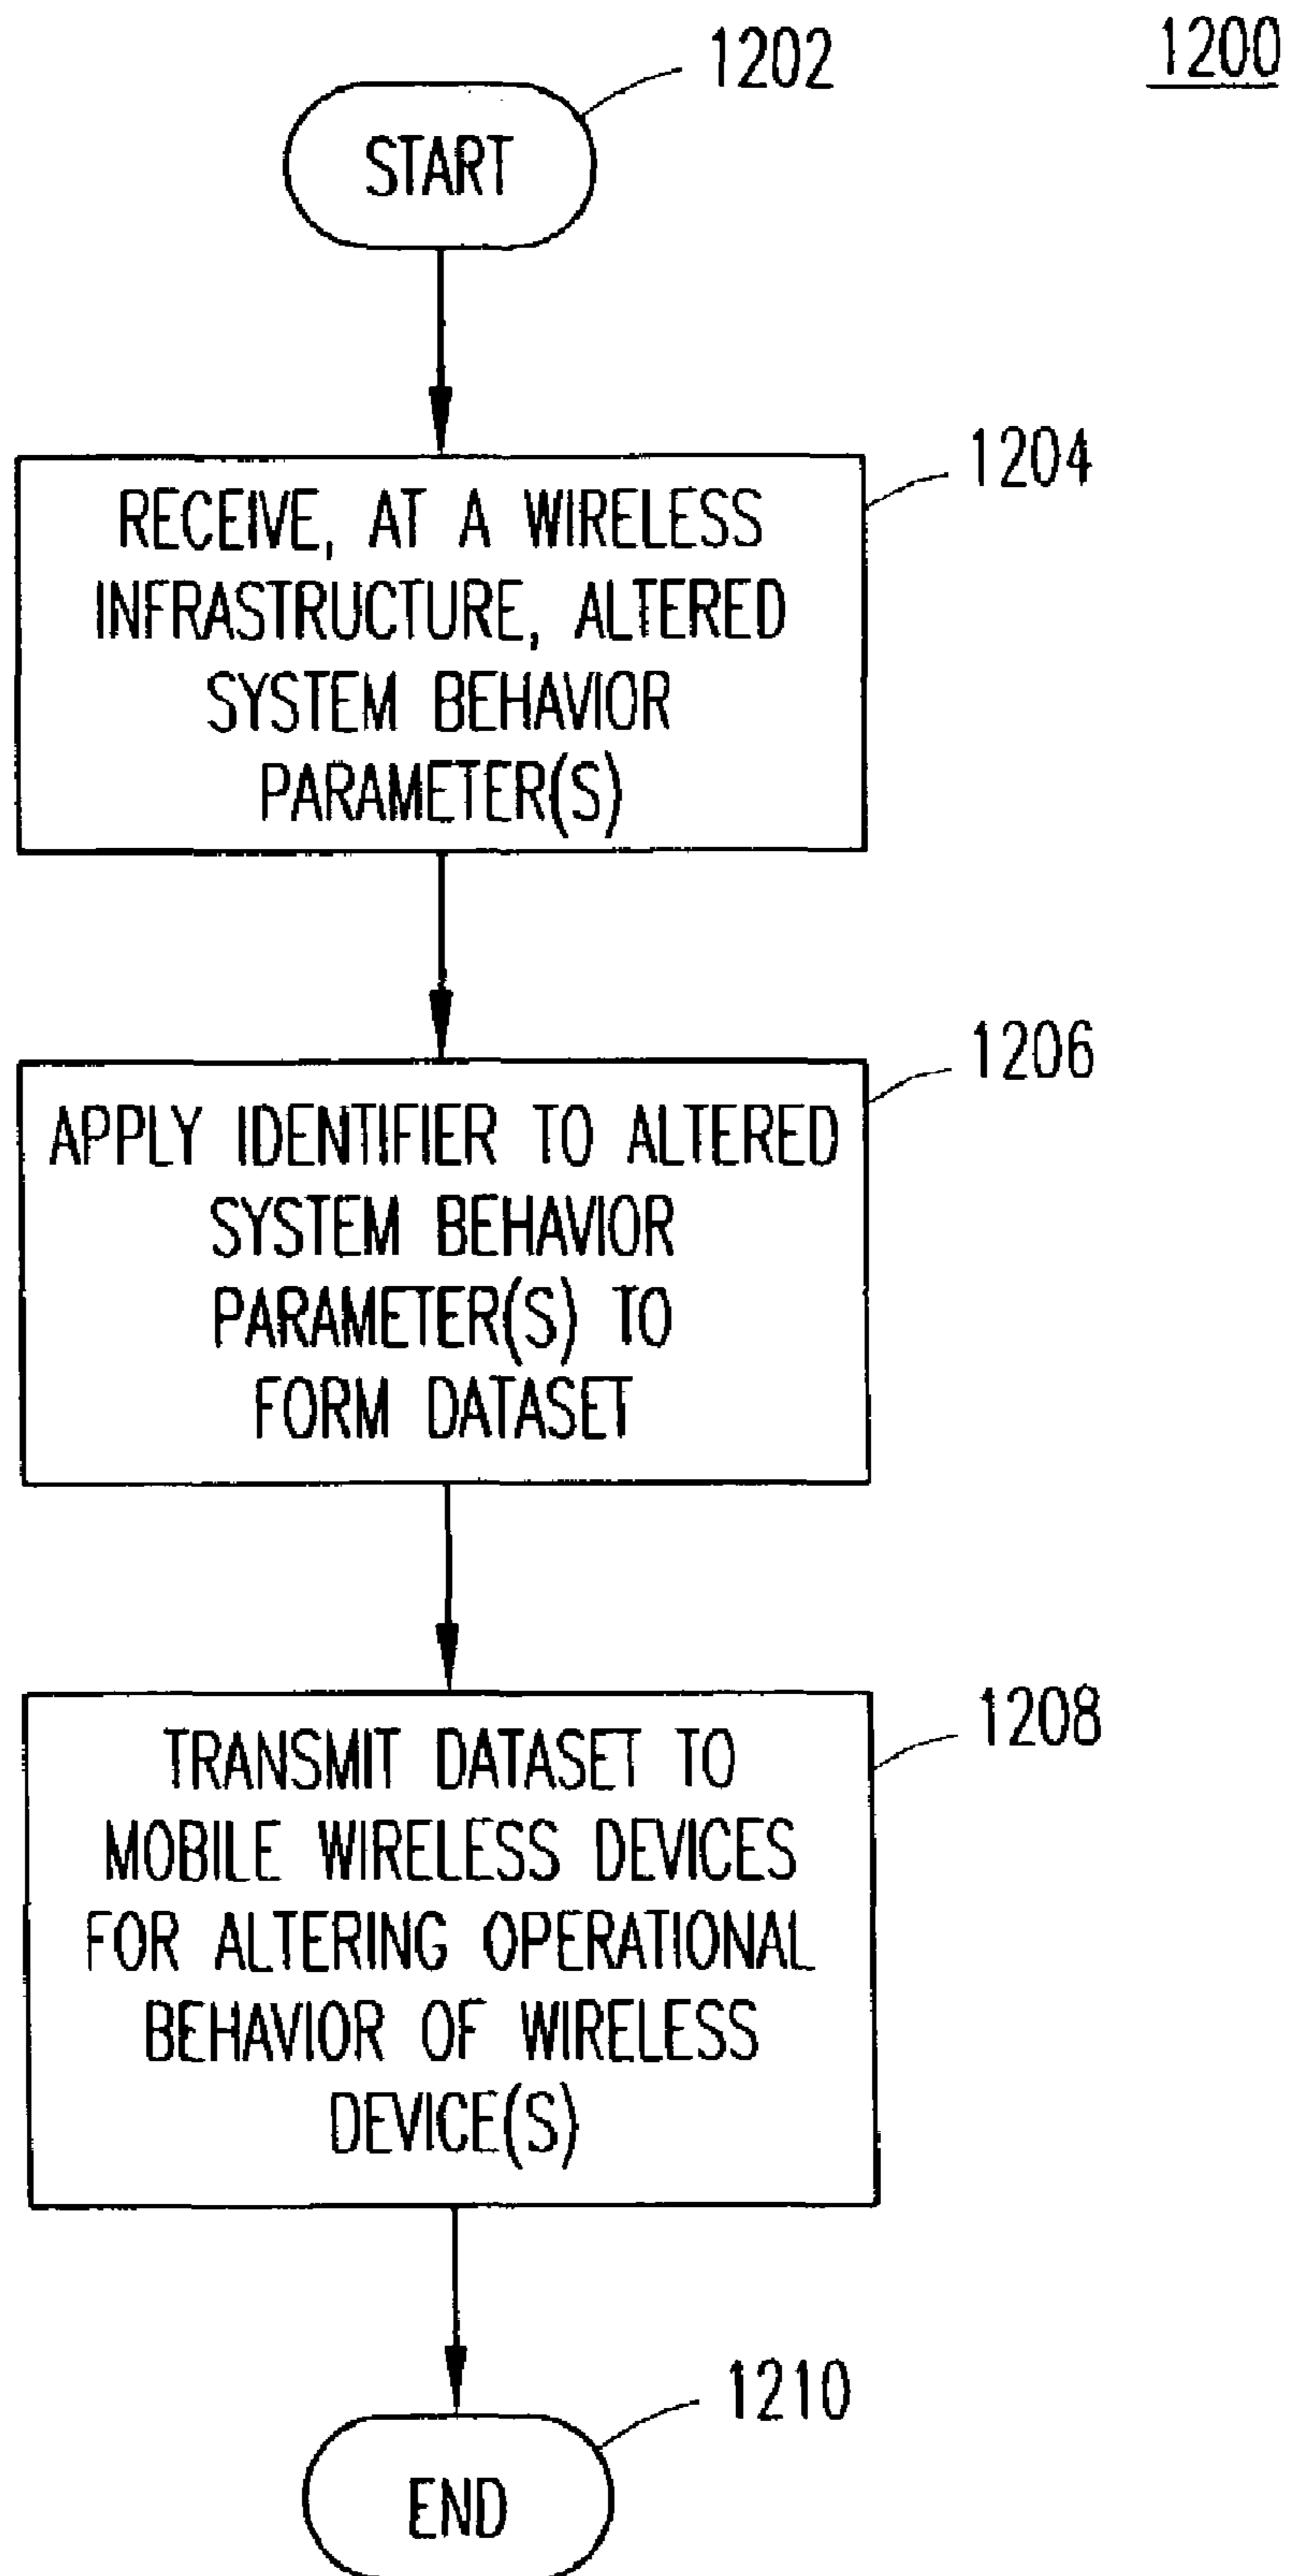 1200
1202
START
1204
RECEIVE, AT A WIRELESS
INFRASTRUCTURE, ALTERED
SYSTEM BEHAVIOR
PARAMETER(S)
1206
APPLY IDENTIFIER TO ALTERED
SYSTEM BEHAVIOR
PARAMETER(S) TO
FORM DATASET
1208
TRANSMIT DATASET TO
MOBILE WIRELESS DEVICES
FOR ALTERING OPERATIONAL
BEHAVIOR OF WIRELESS
DEVICE(S)
1210
END